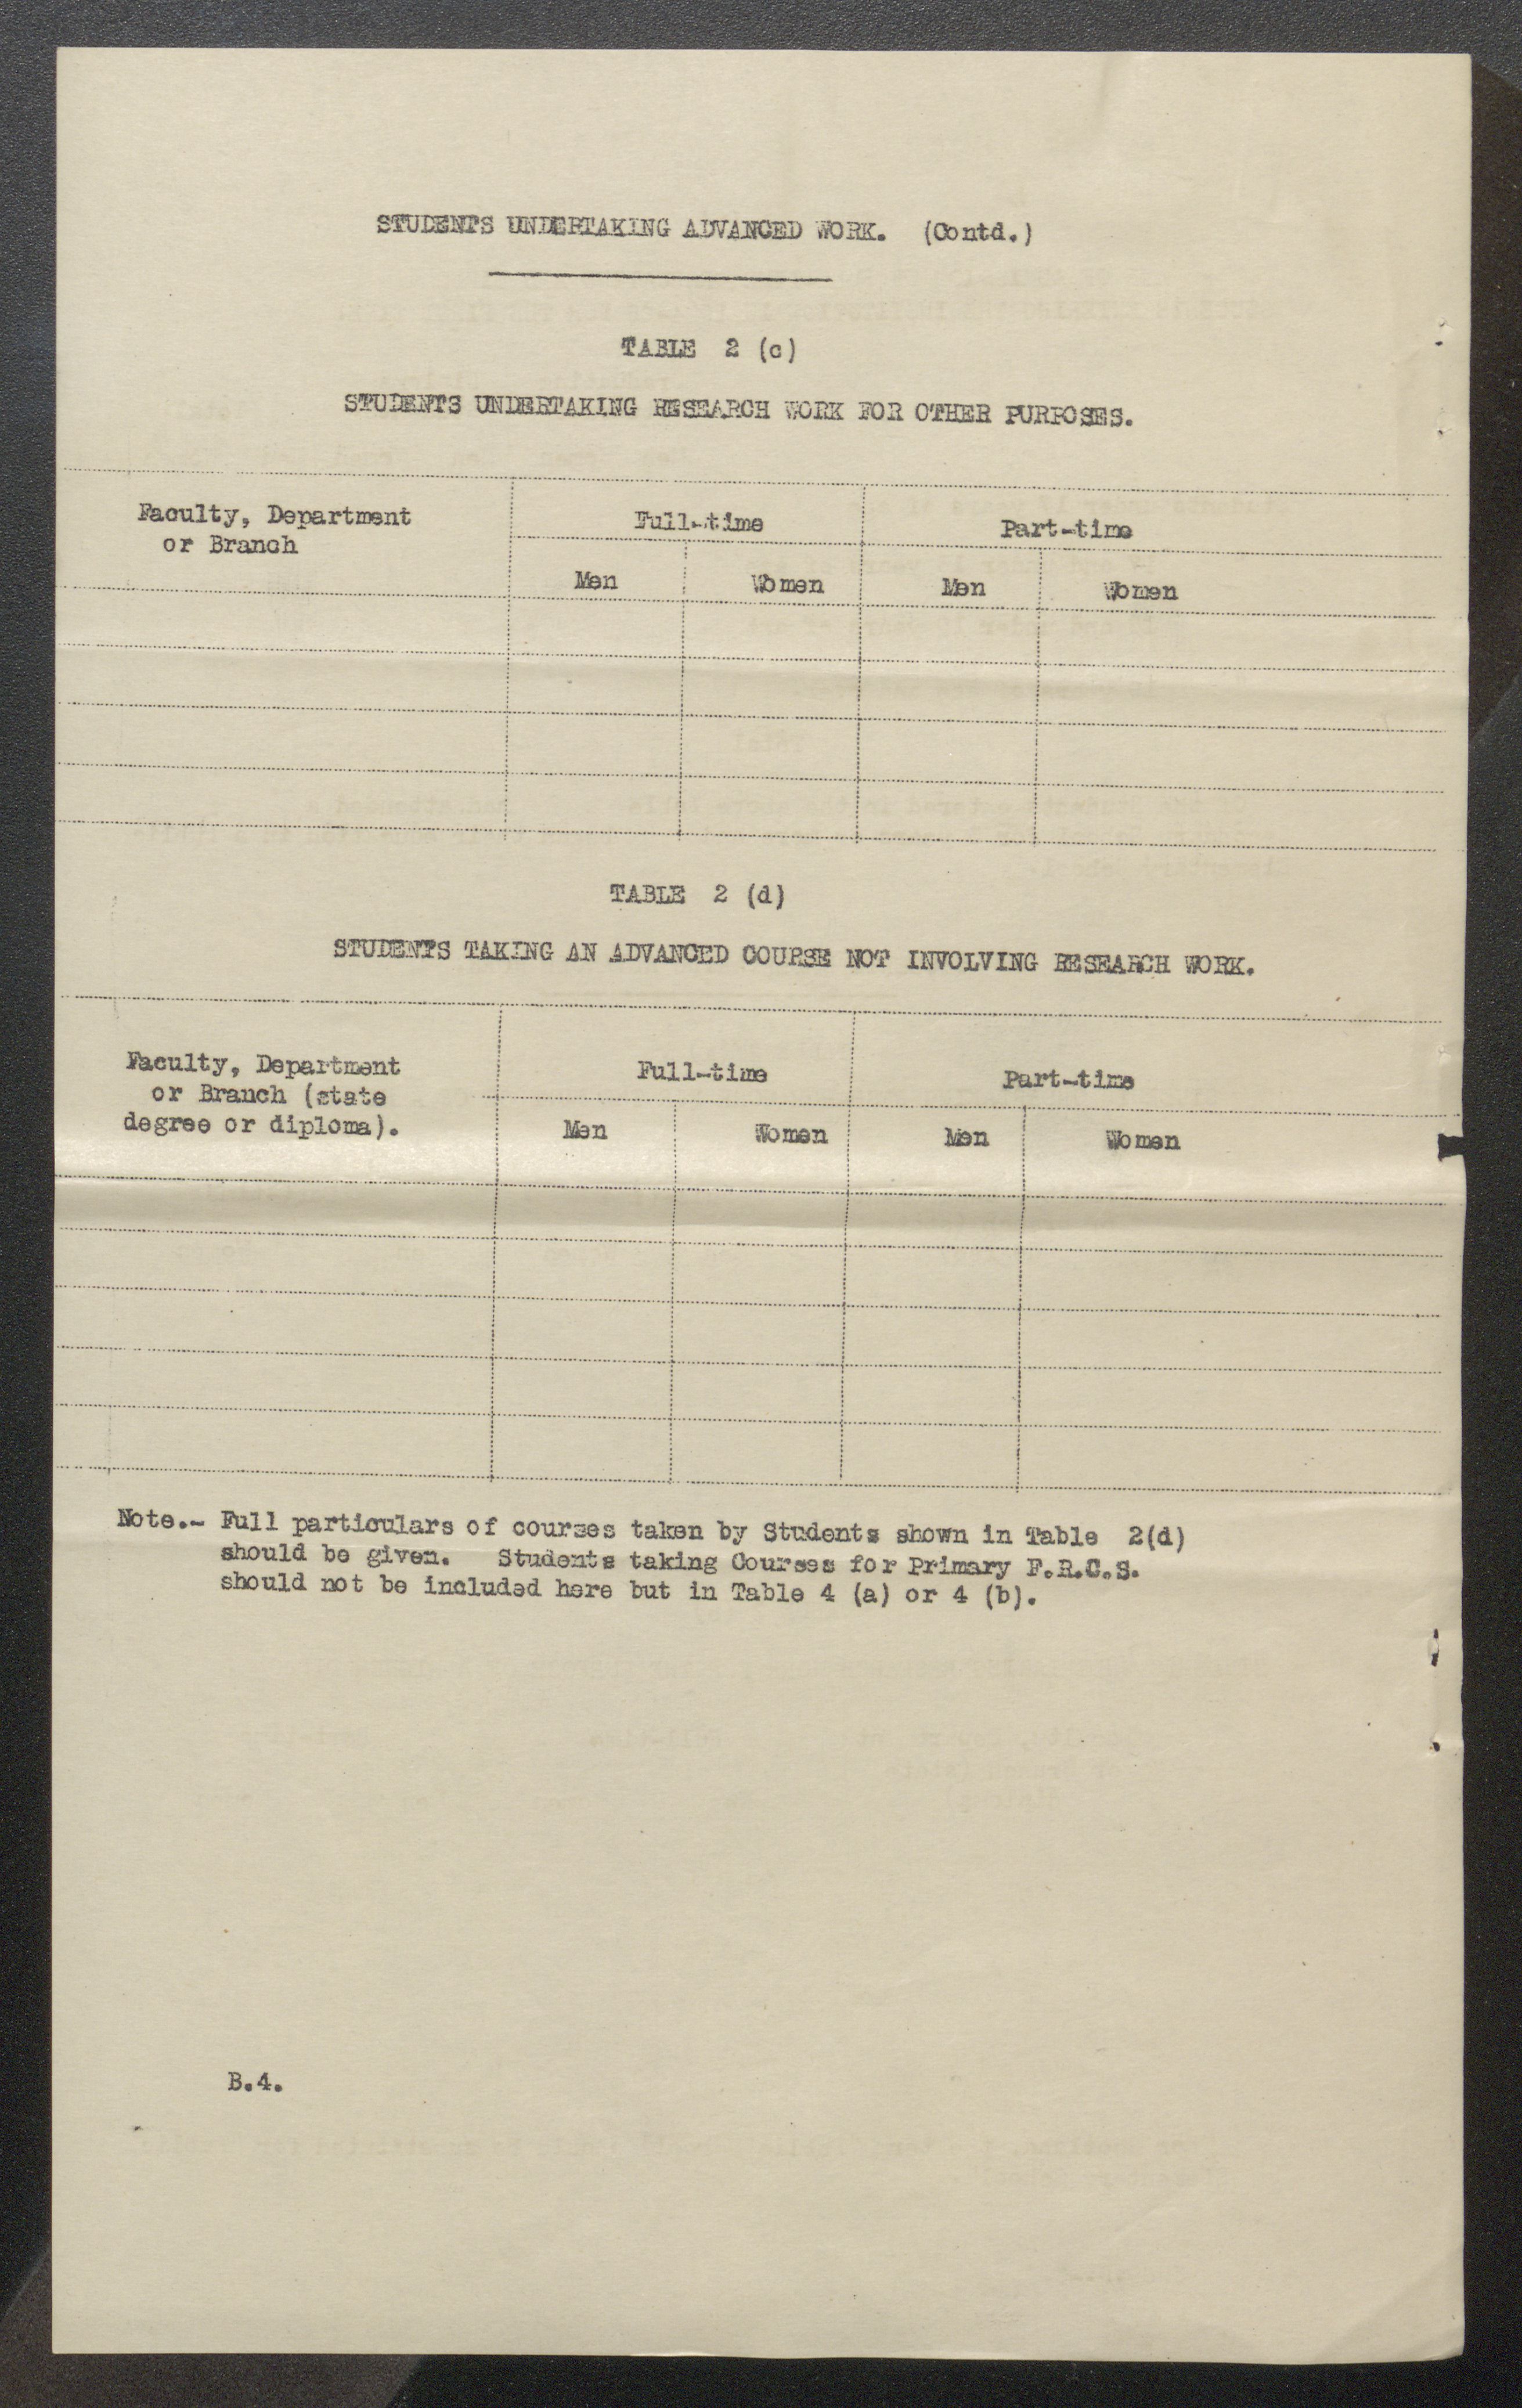 STUDENTS UNDERTAKING ADVANCED WORK. (Contd.)
TABLE 2 (c)
STUDENTS UNDERTAKING RESEARCH WORK FOR OTHER PURPOSES.
Faculty, Department
or Branch
Full-time
Part-time
Men
Women
Men
Women
TABLE 2 (d)
STUDENTS TAKING AN ADVANCED COURSE NOT INVOLVING RESEARCH WORK.
Faculty, Department
or Branch (state
degree or diploma).
Full-time
Part-time
Men
Women
Men
Women
Note.- Full particulars of courses taken by Students shown in Table 2(d)
should be given. Students taking Courses for Primary F.R.C.S.
should not be included here but in Table 4 (a) or 4 (b).
B.4.